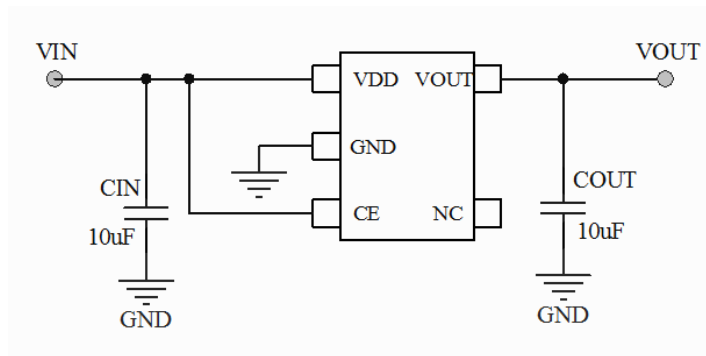 VIN
VOUT
VDD
VOUT
GND
CE
NC
CIN
10uF
GND
COUT
10uF
GND